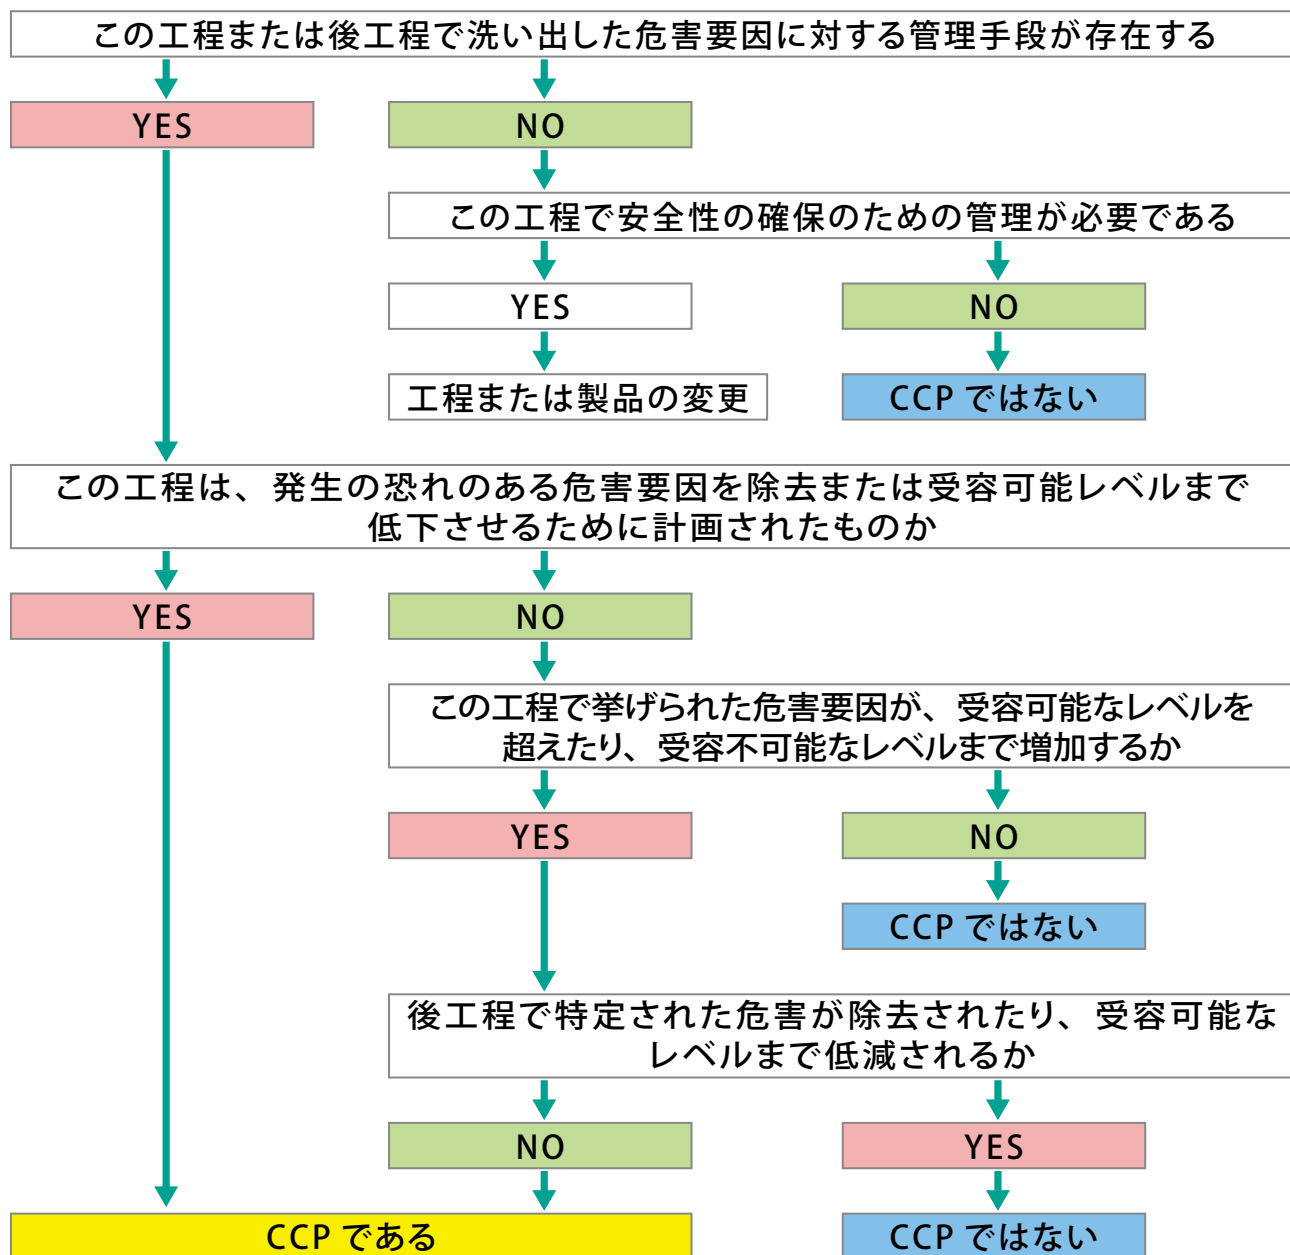 この工程または後工程で洗い出した危害要因に対する管理手段が存在する
YES
NO
この工程で安全性の確保のための管理が必要である
YES
NO
工程または製品の変更
CCP ではない
この工程は、発生の恐れのある危害要因を除去または受容可能レベルまで
低下させるために計画されたものか
YES
NO
この工程で挙げられた危害要因が、受容可能なレベルを
超えたり、受容不可能なレベルまで増加するか
YES
NO
CCP ではない
後工程で特定された危害が除去されたり、受容可能な
レベルまで低減されるか
NO
YES
CCP である
CCP ではない